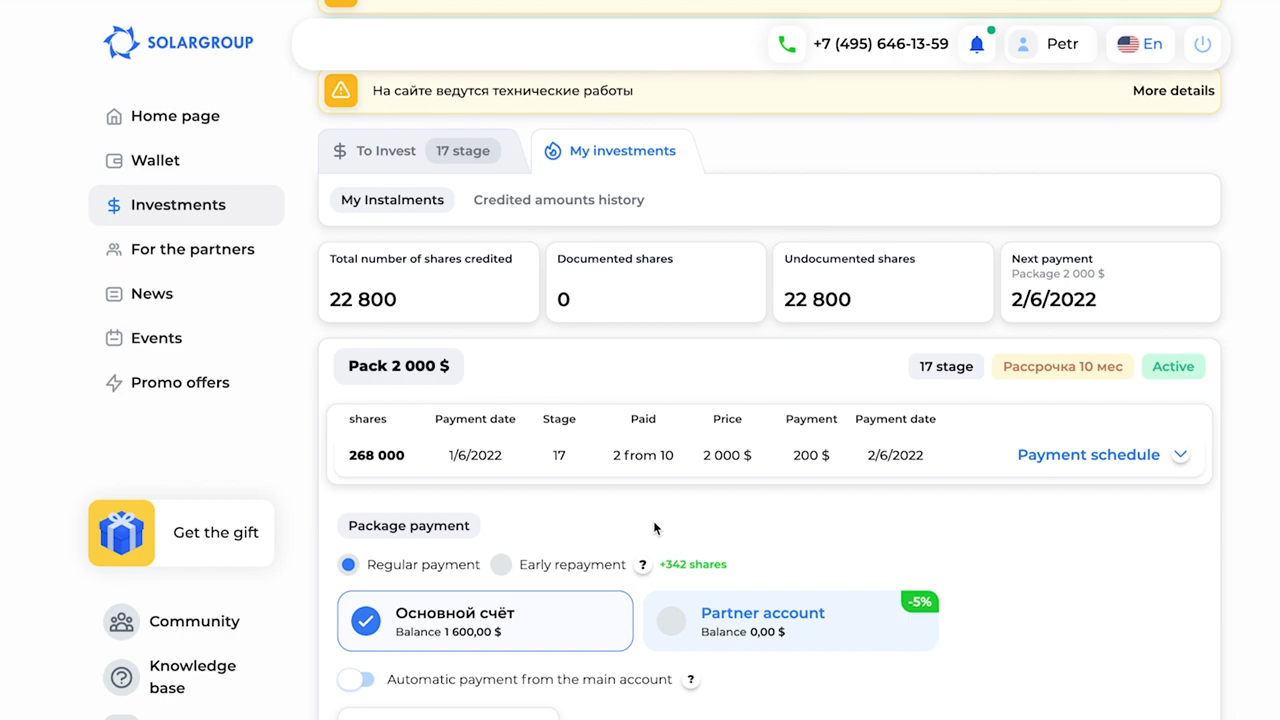 SOLARGROUP
+7 (495) 646-13-59
Petr
En
На сайте ведутся технические работы
More details
Home page
Wallet
Investments
For the partners
News
Events
Promo offers
Get the gift
Community
Knowledge
base
To Invest
17 stage
My investments
My Instalments
Credited amounts history
Total number of shares credited
22 800
Documented shares
0
Undocumented shares
22 800
Next payment
Package 2 000 $
2/6/2022
Pack 2 000 $
17 stage
Рассрочка 10 мес
Active
shares Payment date Stage Paid Price Payment Payment date
268 000 1/6/2022 17 2 from 10 2 000 $ 200 $ 2/6/2022
Payment schedule
Package payment
Regular payment
Early repayment ? +342 shares
Основной счёт
Balance 1 600,00 $
Partner account
Balance 0,00 $
-5%
Automatic payment from the main account ?